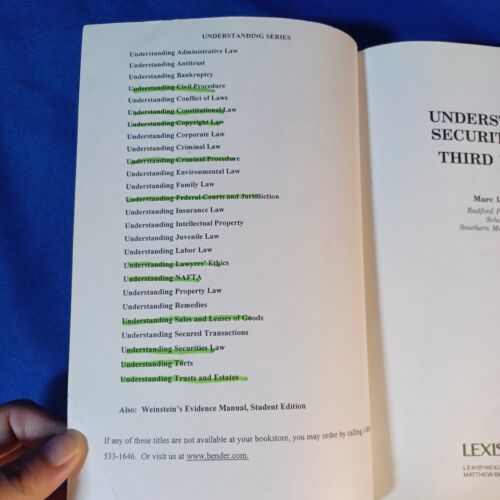 UNDERSTANDING SERIES
Understanding Administrative Law
Understanding Antitrust
Understanding Bankruptcy
Understanding Civil Procedure
Understanding Conflict of Laws
Understanding Constitutional Law
Understanding Copyright Law
Understanding Corporate Law
Understanding Criminal Law
Understanding Criminal Procedure
Understanding Environmental Law
Understanding Family Law
Understanding Federal Courts and Jurisdiction
Understanding Insurance Law
Understanding Intellectual Property
Understanding Juvenile Law
Understanding Labor Law
Understanding Lawyers' Ethics
Understanding NAFTA
Understanding Property Law
Understanding Remedies
Understanding Sales and Leases of Goods
Understanding Secured Transactions
Understanding Securities Law
Understanding Torts
Understanding Trusts and Estates
Also: Weinstein's Evidence Manual, Student Edition
If any of these titles are not available at your bookstore, you may order by calling
533-1646. Or visit us at www.bender.com.
UNDERST
SECURIT
THIRD
Marc
Radford
Scho
Southern M
LEXIS
LEXIS NEX
MATTHEW BE